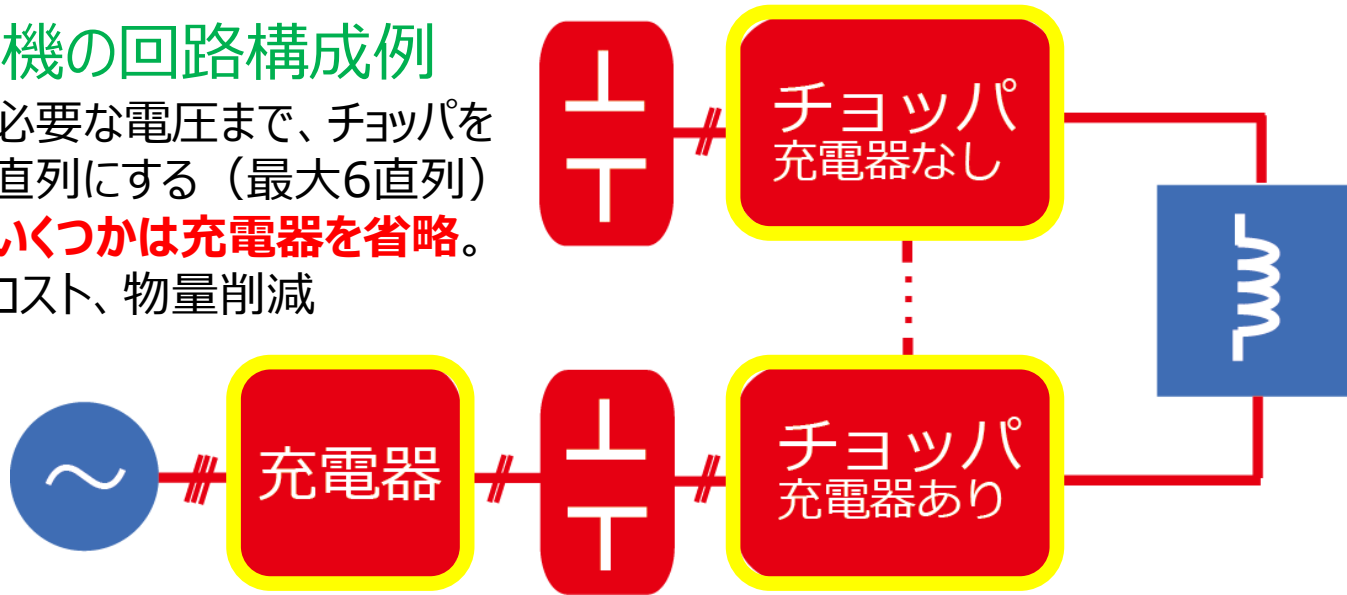 機の回路構成例
必要な電圧まで、チョッパを
直列にする（最大6直列）
いくつかは充電器を省略。
コスト、物量削減
チョッパ
充電器なし
充電器
チョッパ
充電器あり